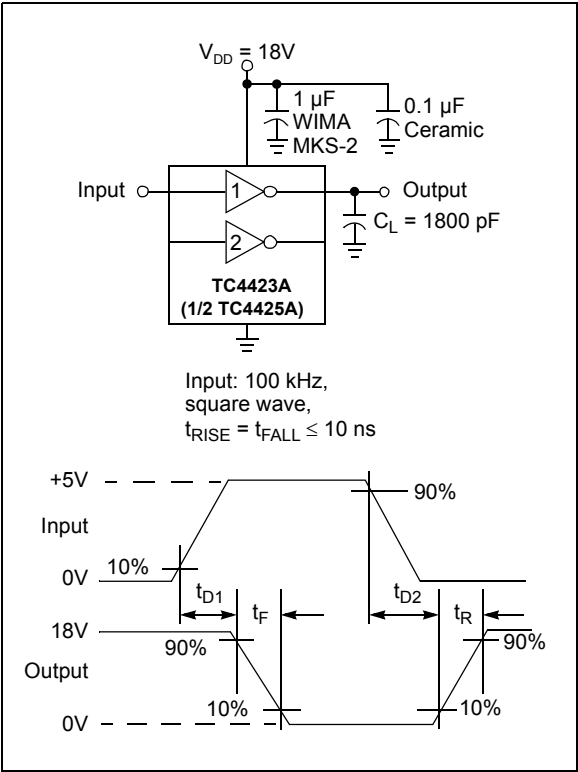 V_DD = 18V
1 µF
WIMA
MKS-2
0.1 µF
Ceramic
Input
1
Output
C_L = 1800 pF
2
TC4423A
(1/2 TC4425A)
Input: 100 kHz,
square wave,
t_RISE = t_FALL ≤ 10 ns
+5V
90%
Input
10%
0V
t_D1
t_F
t_D2
t_R
18V
90%
90%
Output
10%
10%
0V